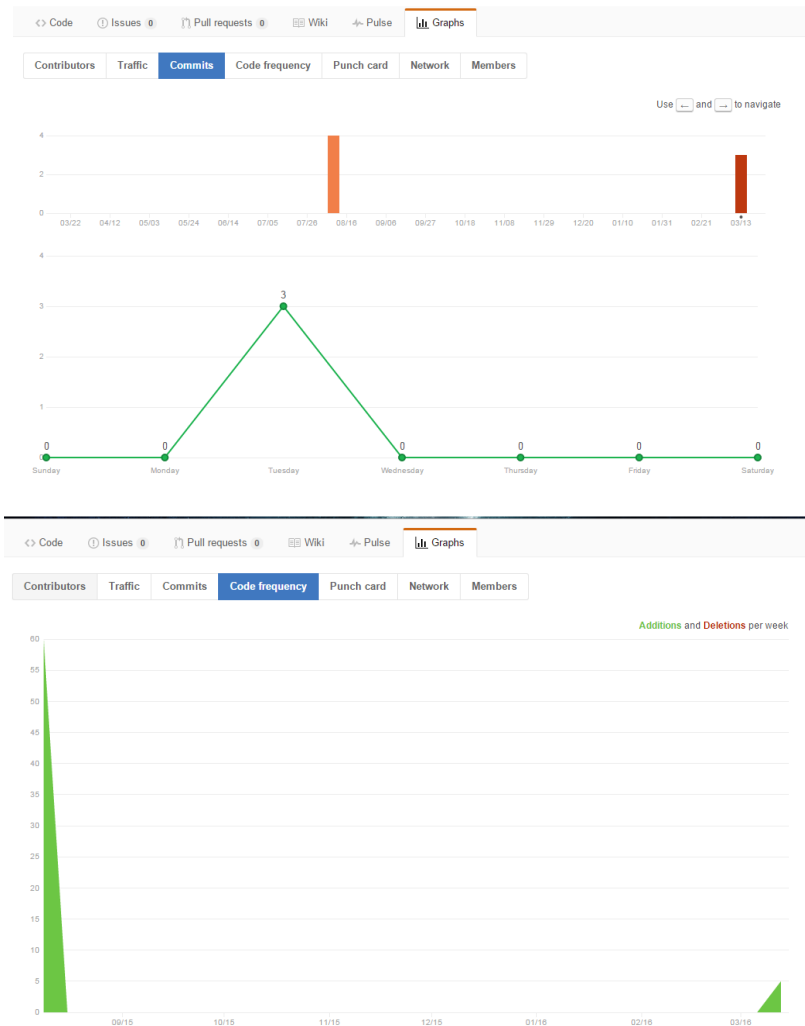 Code Issues 0 Pull requests 0 Wiki Pulse Graphs
Contributors Traffic Commits Code frequency Punch card Network Members
Use ← and → to navigate
4
2
0
03/22 04/12 05/03 05/24 06/14 07/05 07/26 08/16 09/06 09/27 10/18 11/08 11/29 12/20 01/10 01/31 02/21 03/13
4
3
3
2
1
0 0 0 0 0 0
0
Sunday Monday Tuesday Wednesday Thursday Friday Saturday
Code Issues 0 Pull requests 0 Wiki Pulse Graphs
Contributors Traffic Commits Code frequency Punch card Network Members
Additions and Deletions per week
60
55
50
45
40
35
30
25
20
15
10
5
0
09/15 10/15 11/15 12/15 01/16 02/16 03/16